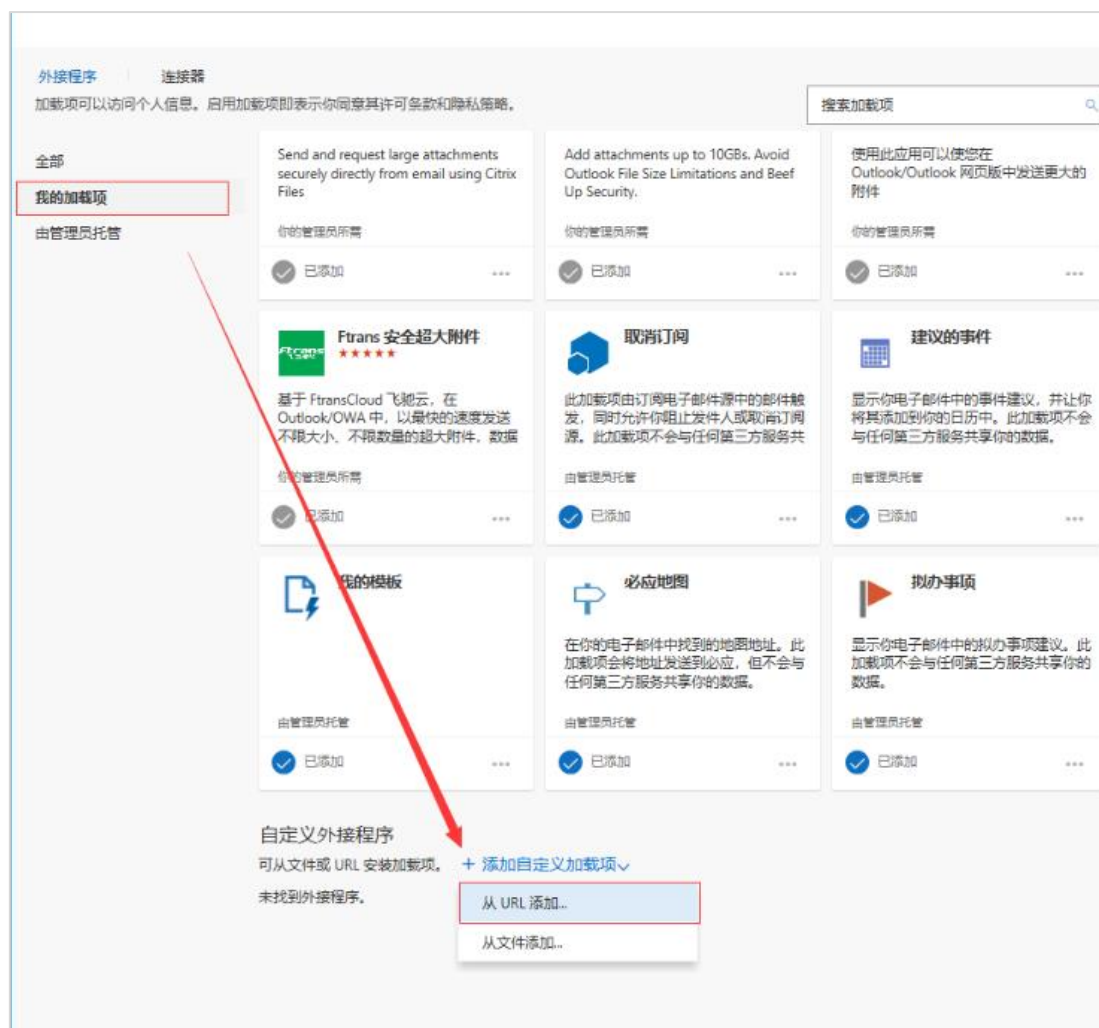 外接程序 连接器
加载项可以访问个人信息。启用加载项即表示你同意其许可条款和隐私策略。
搜索加载项
全部
我的加载项
由管理员托管
Send and request large attachments
securely directly from email using Citrix
Files
你的管理员所需
已添加
Add attachments up to 10GBs. Avoid
Outlook File Size Limitations and Beef
Up Security.
你的管理员所需
已添加
使用此应用可以使您在
Outlook/Outlook 网页版中发送更大的
附件
你的管理员所需
已添加
Ftrans
Ftrans 安全超大附件
基于 FtransCloud 飞驰云，在
Outlook/OWA 中，以最快的速度发送
不限大小、不限数量的超大附件，数据
你的管理员所需
已添加
取消订阅
此加载项由订阅电子邮件源中的邮件触
发，同时允许你阻止发件人或取消订阅
源。此加载项不会与任何第三方服务共
由管理员托管
已添加
建议的事件
显示你电子邮件中的事件建议，并让你
将其添加到你的日历中。此加载项不会
与任何第三方服务共享你的数据。
由管理员托管
已添加
我的模板
由管理员托管
已添加
必应地图
在你的电子邮件中找到的地图地址。此
加载项会将地址发送到必应，但不会与
任何第三方服务共享你的数据。
由管理员托管
已添加
拟办事项
显示你电子邮件中的拟办事项建议。此
加载项不会与任何第三方服务共享你的
数据。
由管理员托管
已添加
自定义外接程序
可从文件或 URL 安装加载项。 + 添加自定义加载项
未找到外接程序。
从 URL 添加...
从文件添加...